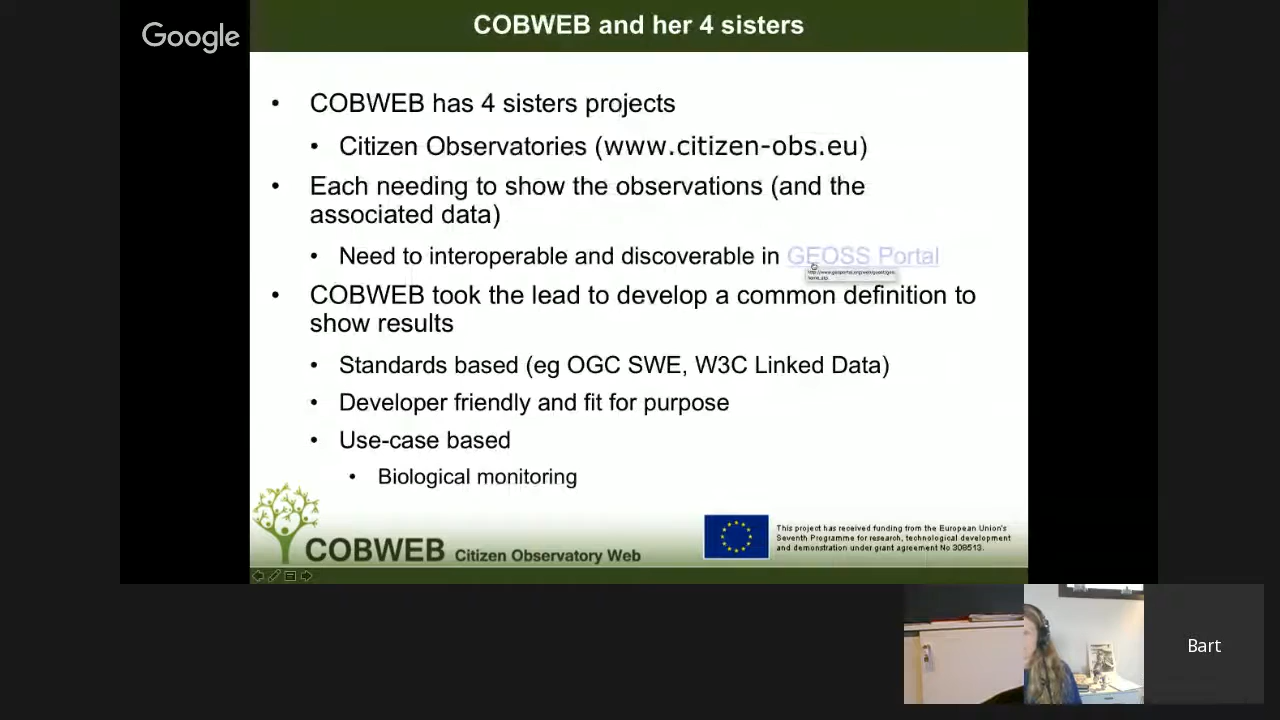 COBWEB and her 4 sisters
Google
• COBWEB has 4 sisters projects
• Citizen Observatories (www.citizen-obs.eu)
• Each needing to show the observations (and the
associated data)
• Need to interoperable and discoverable in GEOSS Portal
• COBWEB took the lead to develop a common definition to
show results
• Standards based (eg OGC SWE, W3C Linked Data)
• Developer friendly and fit for purpose
• Use-case based
• Biological monitoring
This project has received funding from the European Union's
Seventh Programme for research, technological development
and demonstration under grant agreement No 308513.
COBWEB Citizen Observatory Web
Bart